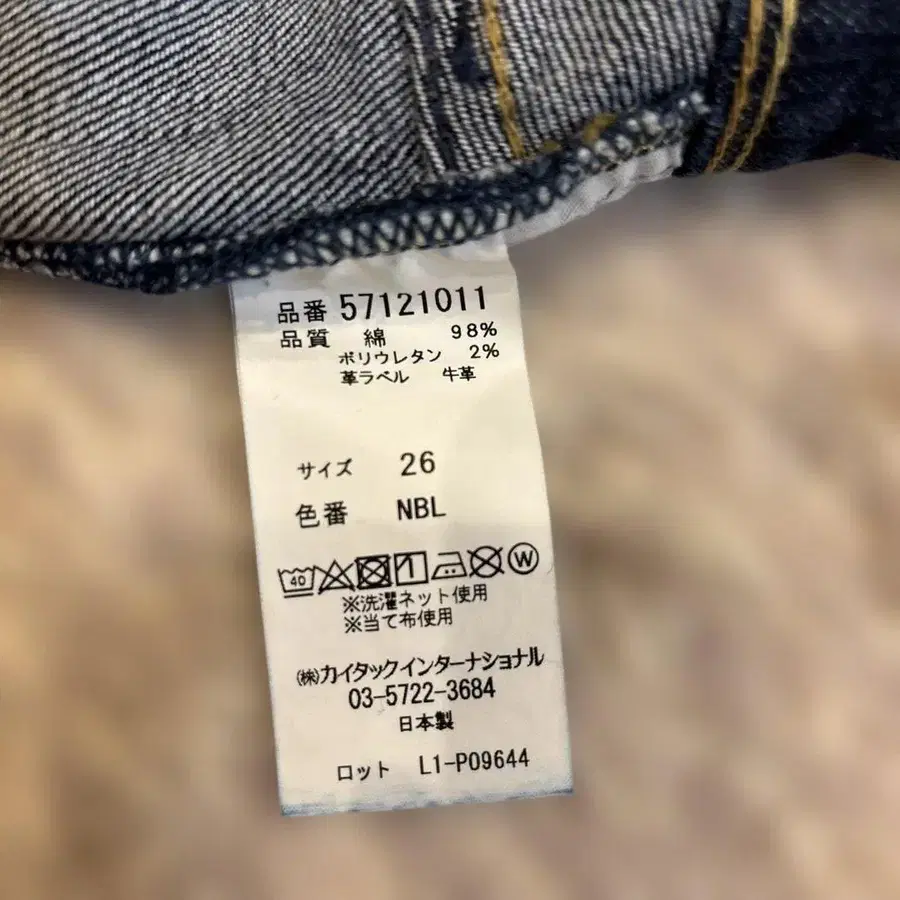 品番 57121011
品質 綿 98%
ポリウレタン 2%
革ラベル 牛革
サイズ 26
色番 NBL
40 W
※洗濯ネット使用
※当て布使用
㈱カイタックインターナショナル
03-5722-3684
日本製
ロット L1-P09644